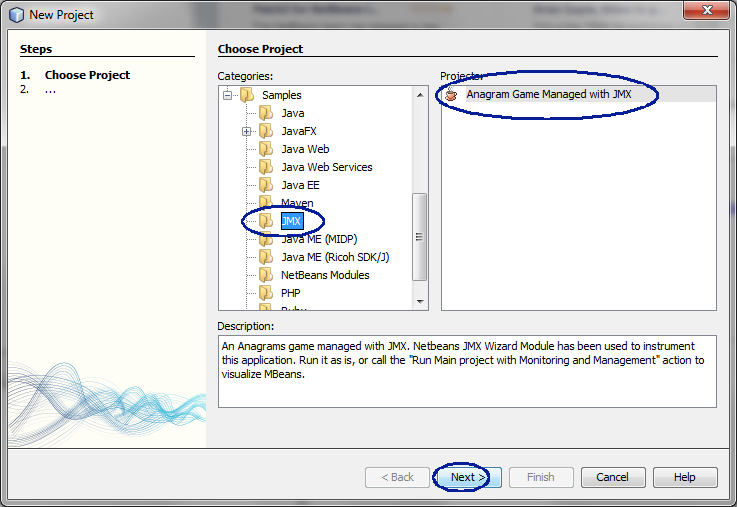 New Project
Steps
1. Choose Project
2. ...
Choose Project
Categories:
Samples
Java
JavaFX
Java Web
Java Web Services
Java EE
Maven
JMX
Java ME (MIDP)
Java ME (Ricoh SDK/J)
NetBeans Modules
PHP
Ruby
Projects:
Anagram Game Managed with JMX
Description:
An Anagrams game managed with JMX. Netbeans JMX Wizard Module has been used to instrument
this application. Run it as is, or call the "Run Main project with Monitoring and Management" action to
visualize MBeans.
< Back
Next >
Finish
Cancel
Help